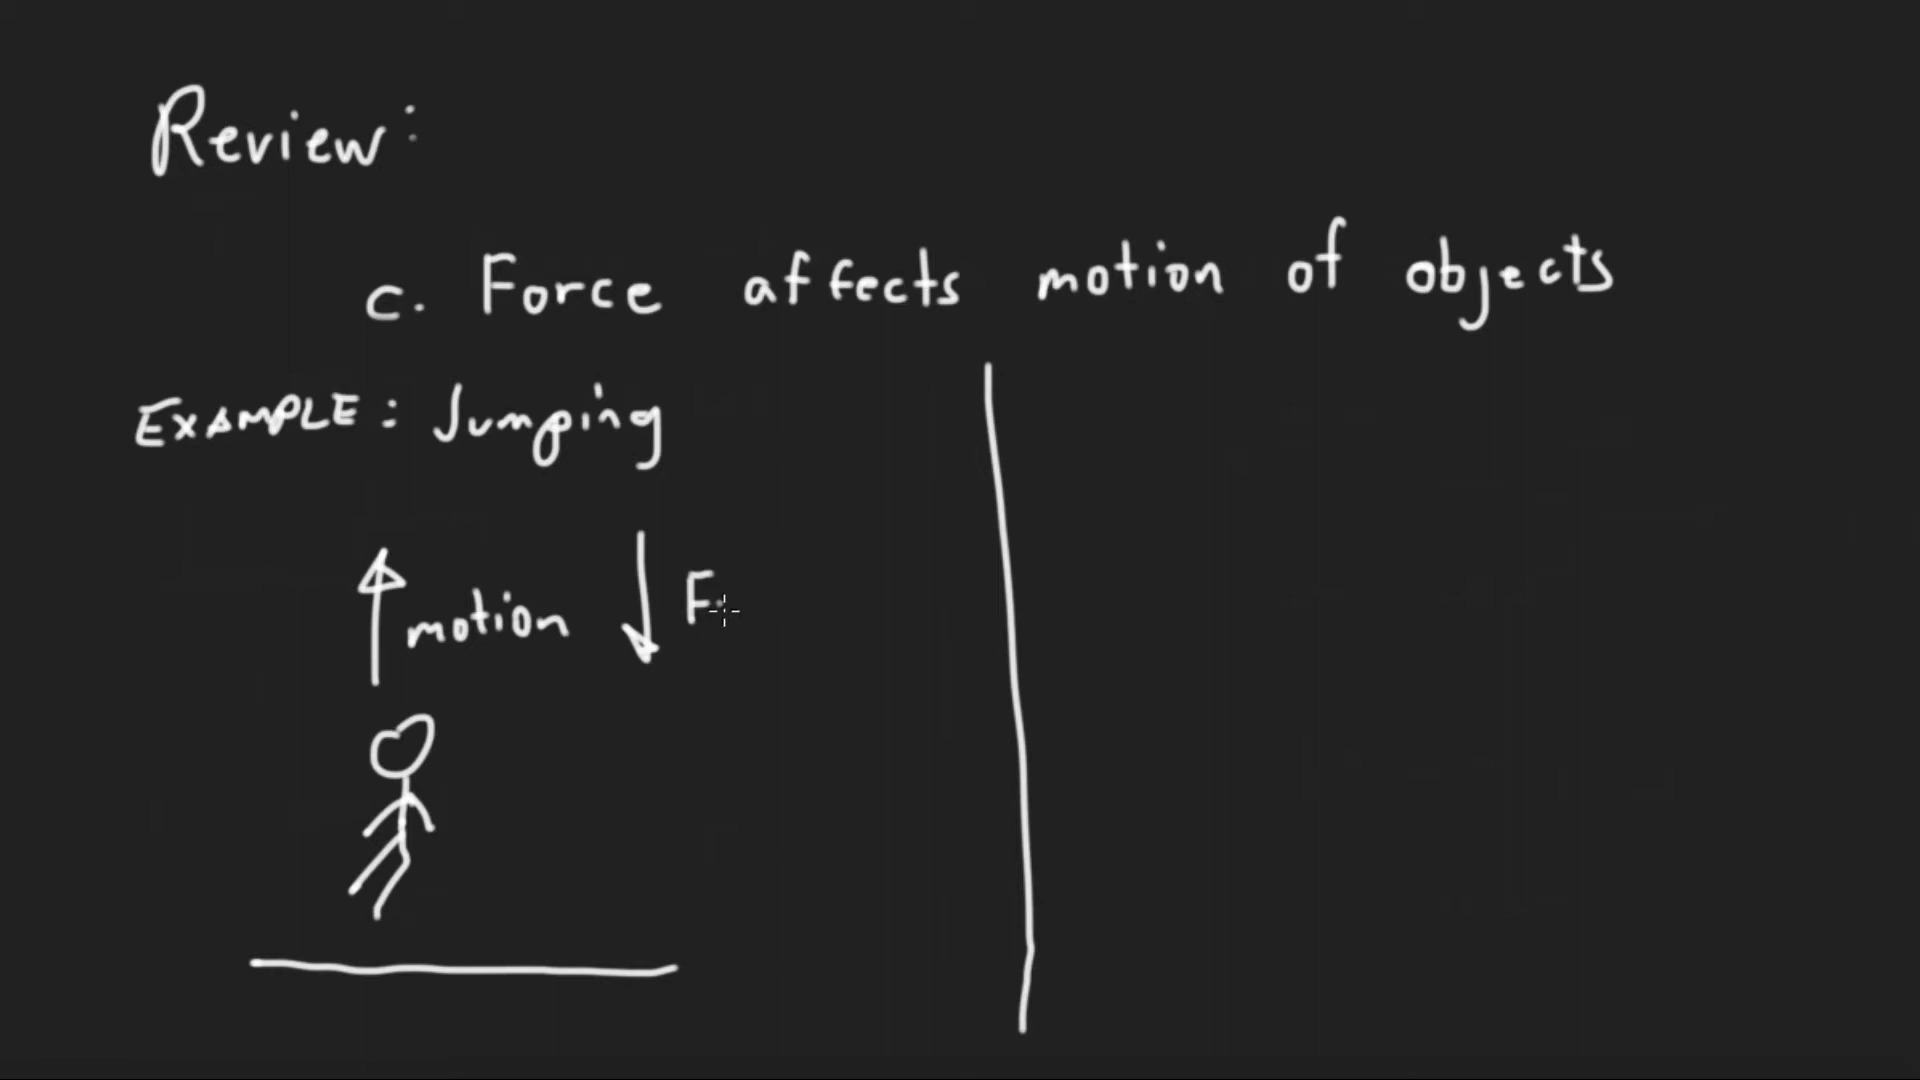 Review:
c. Force affects motion of objects
EXAMPLE: Jumping
motion
F